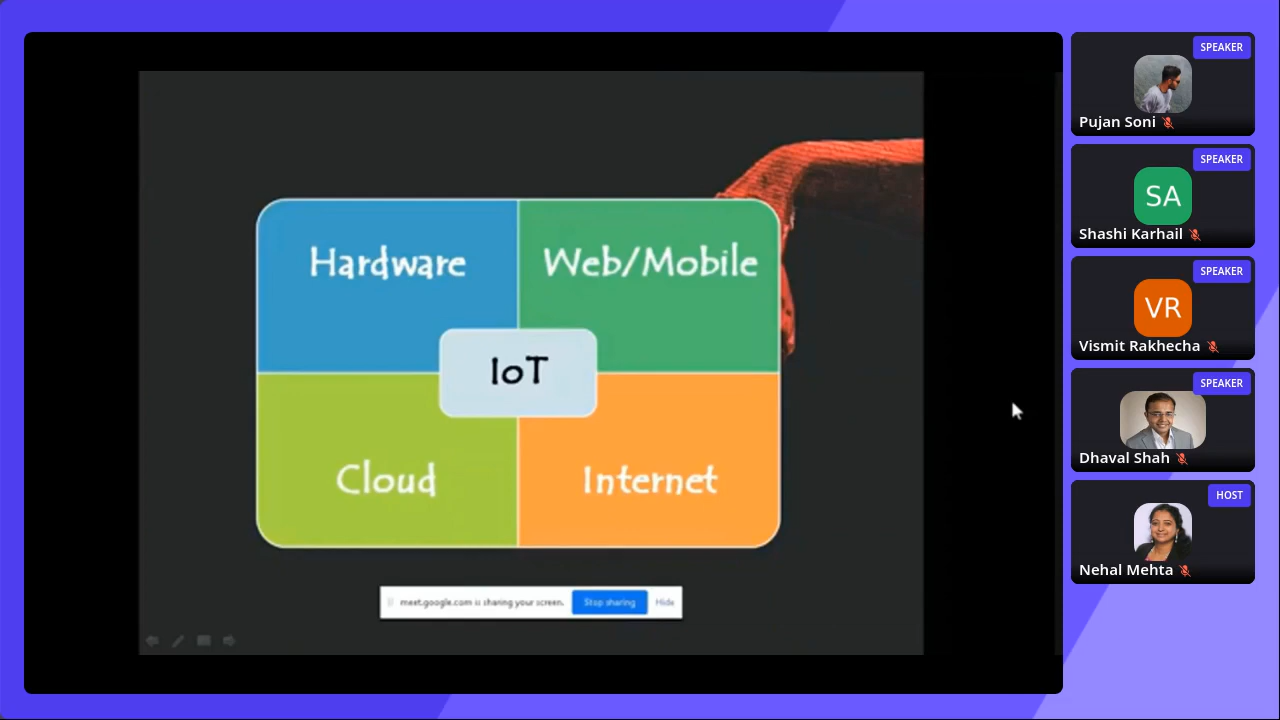 Hardware
Web/Mobile
IoT
Cloud
Internet
meet.google.com is sharing your screen.
Stop sharing
Hide
SPEAKER
Pujan Soni
SPEAKER
SA
Shashi Karhail
SPEAKER
VR
Vismit Rakhecha
SPEAKER
Dhaval Shah
HOST
Nehal Mehta